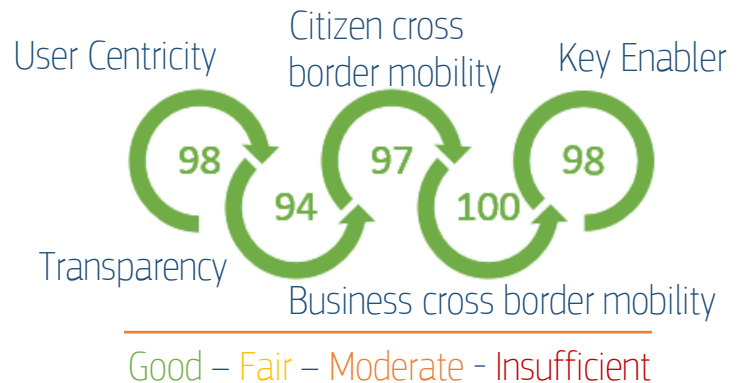 User Centricity
Citizen cross
border mobility
Key Enabler
98
94
97
100
98
Transparency
Business cross border mobility
Good – Fair – Moderate - Insufficient